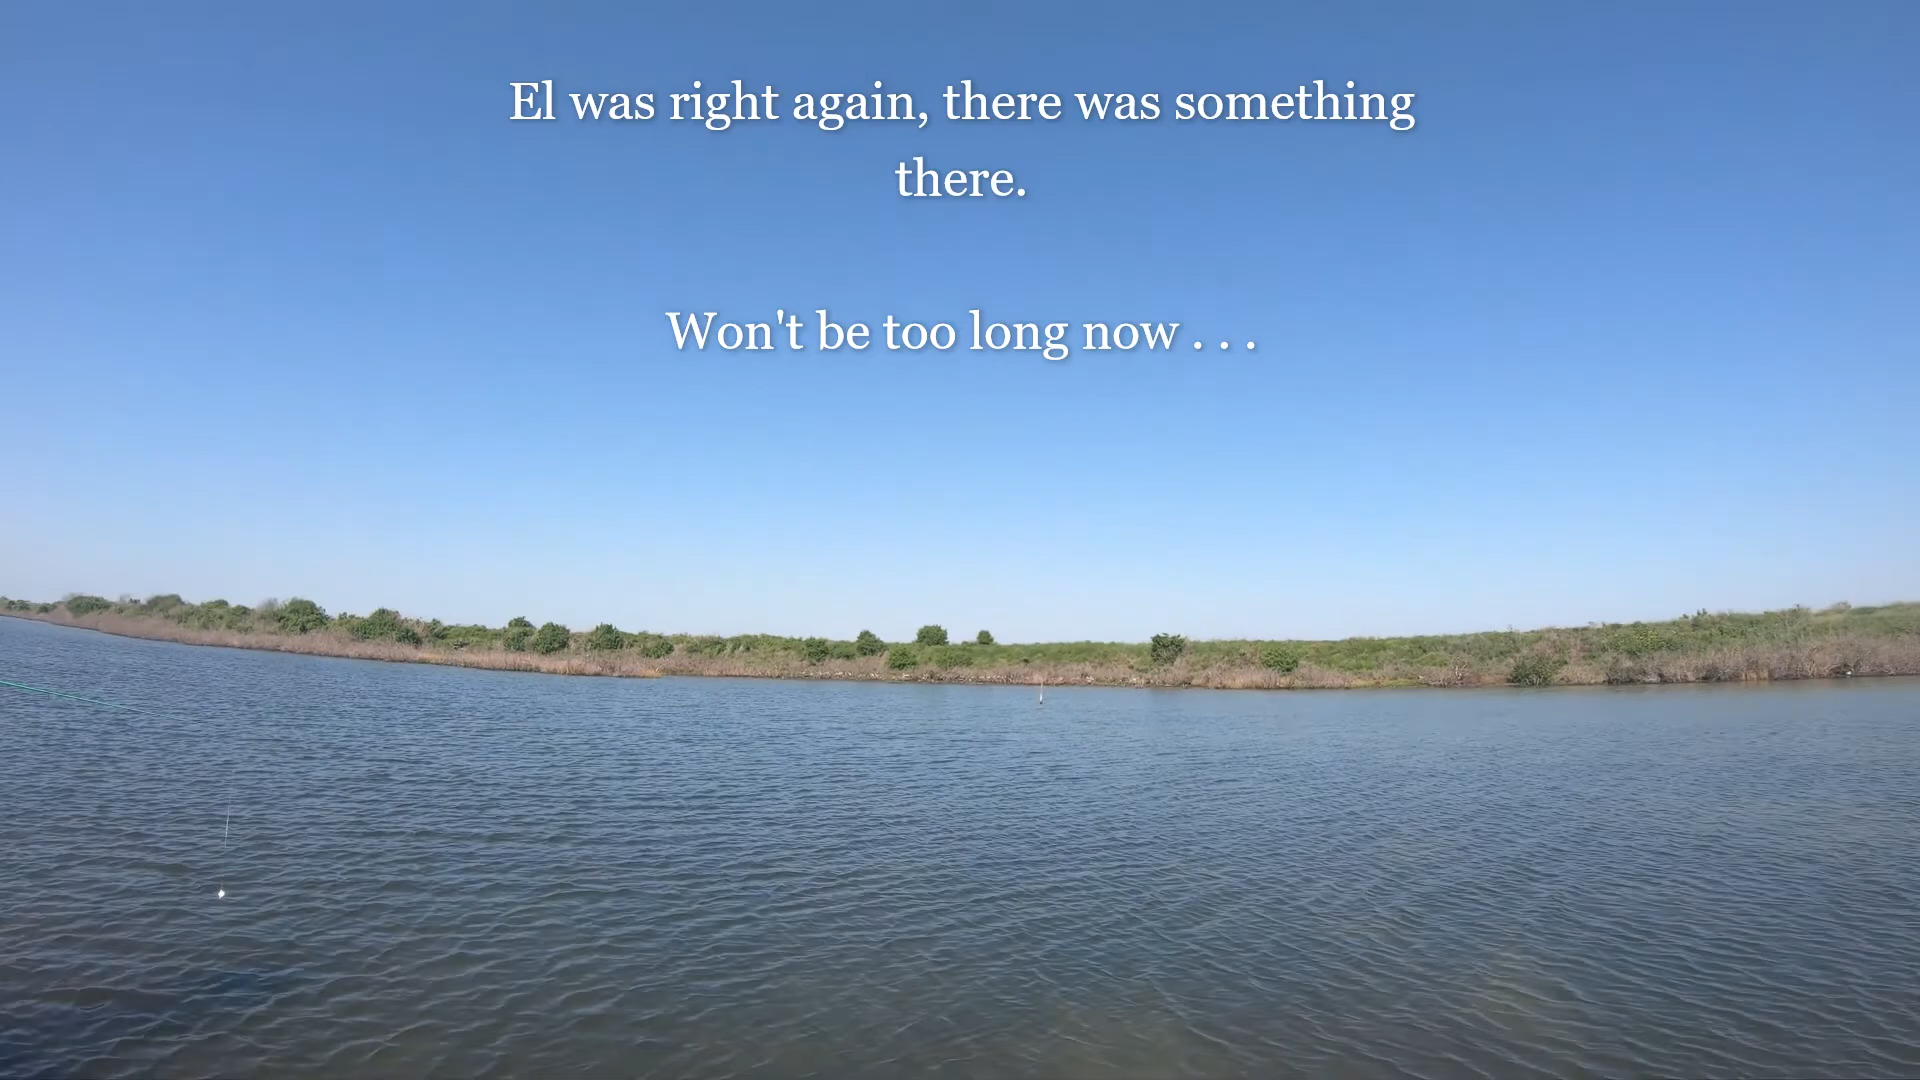 El was right again, there was something
there.
Won't be too long now . . .